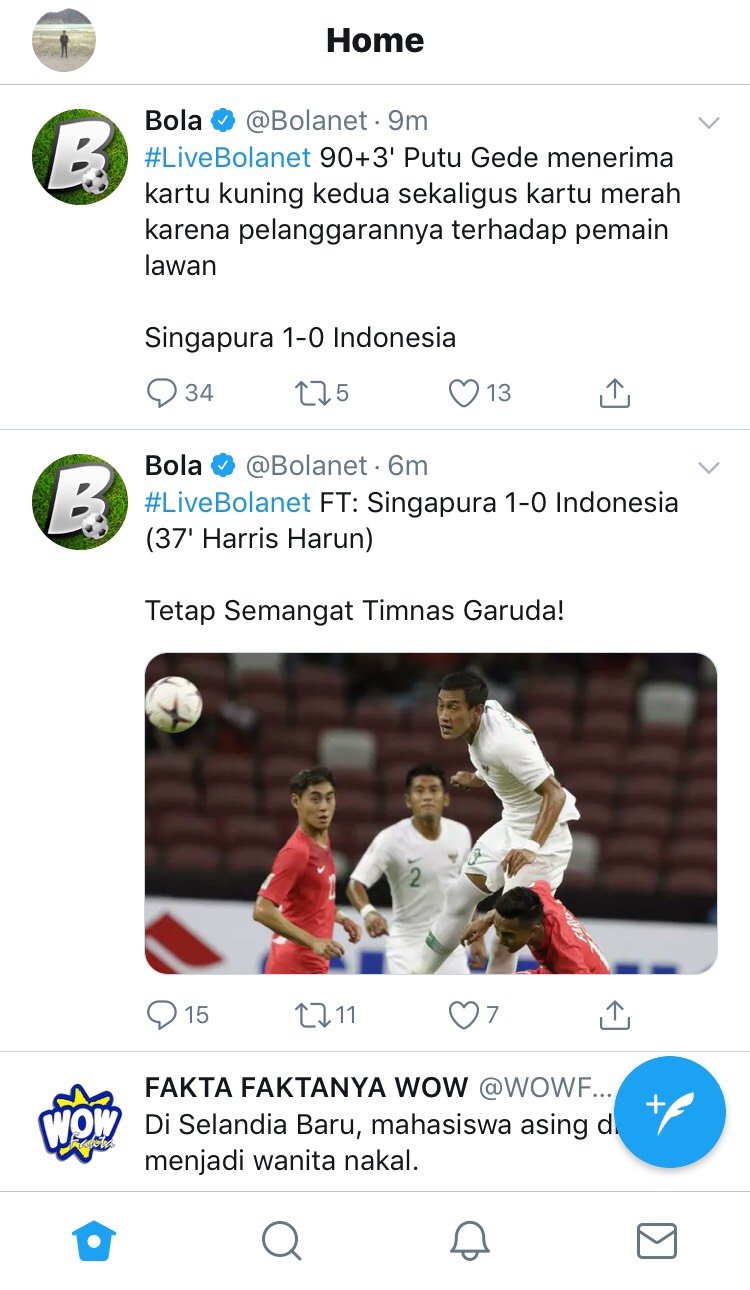 Home
Bola @Bolanet · 9m
#LiveBolanet 90+3' Putu Gede menerima
kartu kuning kedua sekaligus kartu merah
karena pelanggarannya terhadap pemain
lawan
Singapura 1-0 Indonesia
34 5 13
Bola @Bolanet · 6m
#LiveBolanet FT: Singapura 1-0 Indonesia
(37' Harris Harun)
Tetap Semangat Timnas Garuda!
2
15 11 7
FAKTA FAKTANYA WOW @WOWF...
WOW
Fakta
Di Selandia Baru, mahasiswa asing
menjadi wanita nakal.